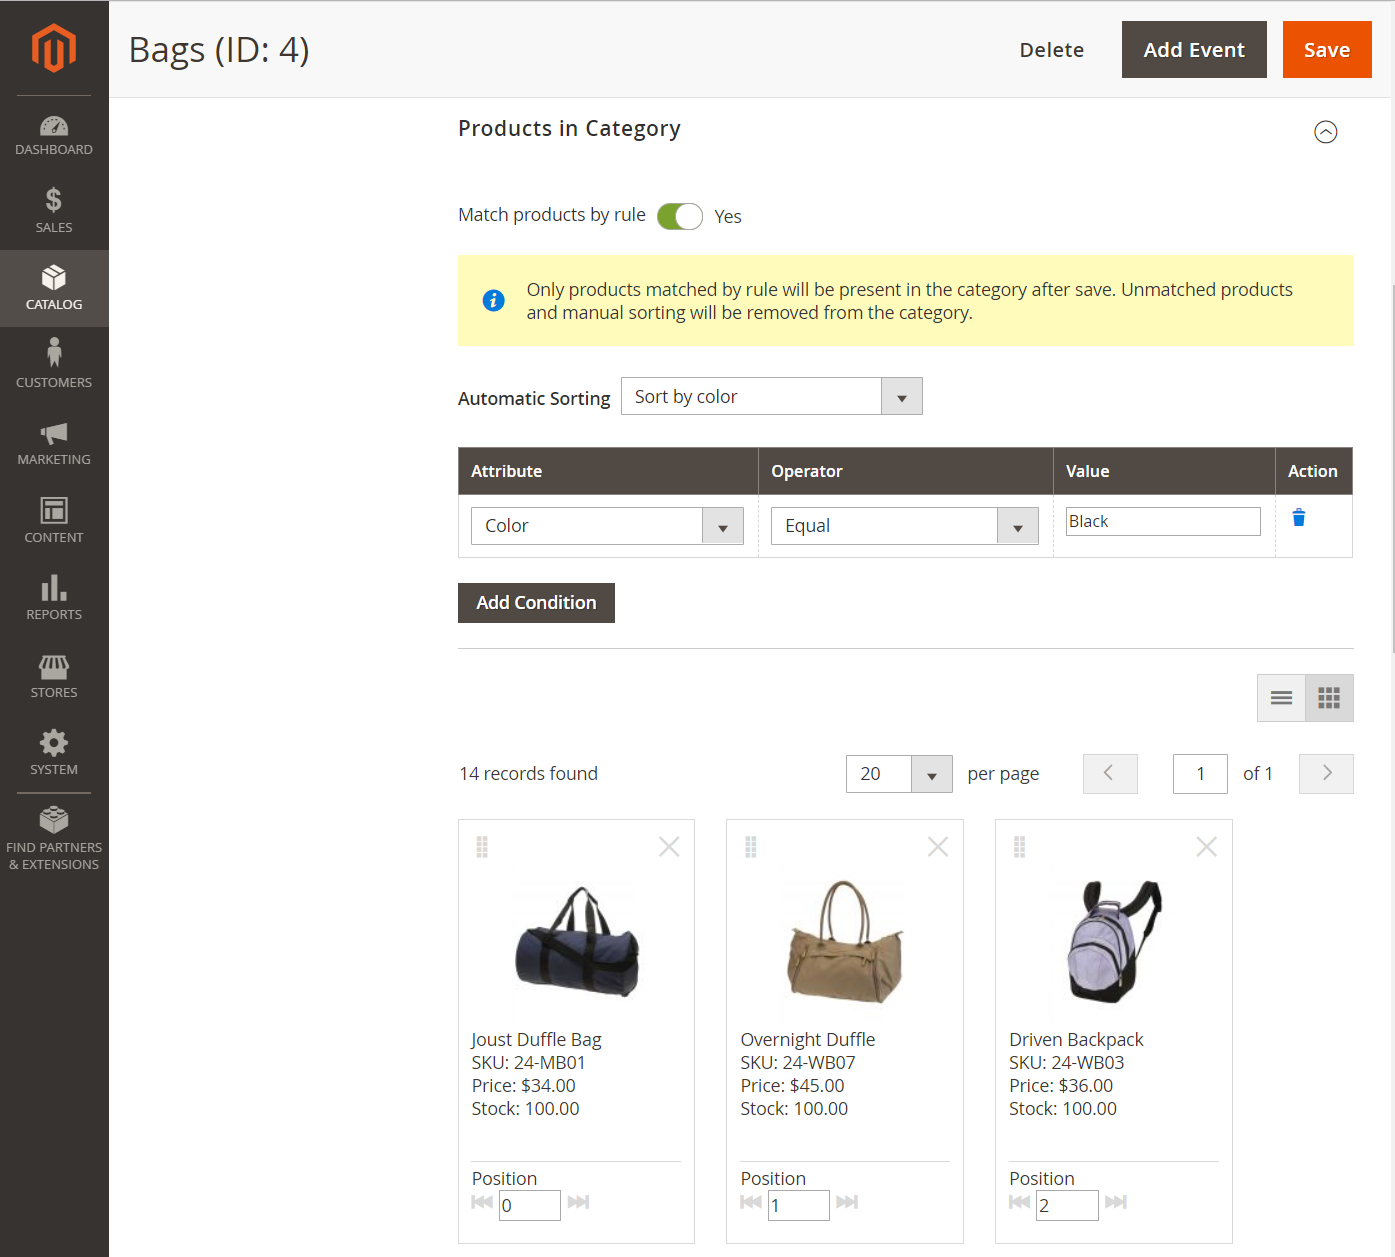 Bags (ID: 4)
Delete
Add Event
Save
DASHBOARD
SALES
CATALOG
CUSTOMERS
MARKETING
CONTENT
REPORTS
STORES
SYSTEM
FIND PARTNERS
& EXTENSIONS
Products in Category
Match products by rule
Yes
Only products matched by rule will be present in the category after save. Unmatched products
and manual sorting will be removed from the category.
Automatic Sorting
Sort by color
Attribute
Operator
Value
Action
Color
Equal
Black
Add Condition
14 records found
20
per page
1
of 1
Joust Duffle Bag
SKU: 24-MB01
Price: $34.00
Stock: 100.00
Position
0
Overnight Duffle
SKU: 24-WB07
Price: $45.00
Stock: 100.00
Position
1
Driven Backpack
SKU: 24-WB03
Price: $36.00
Stock: 100.00
Position
2